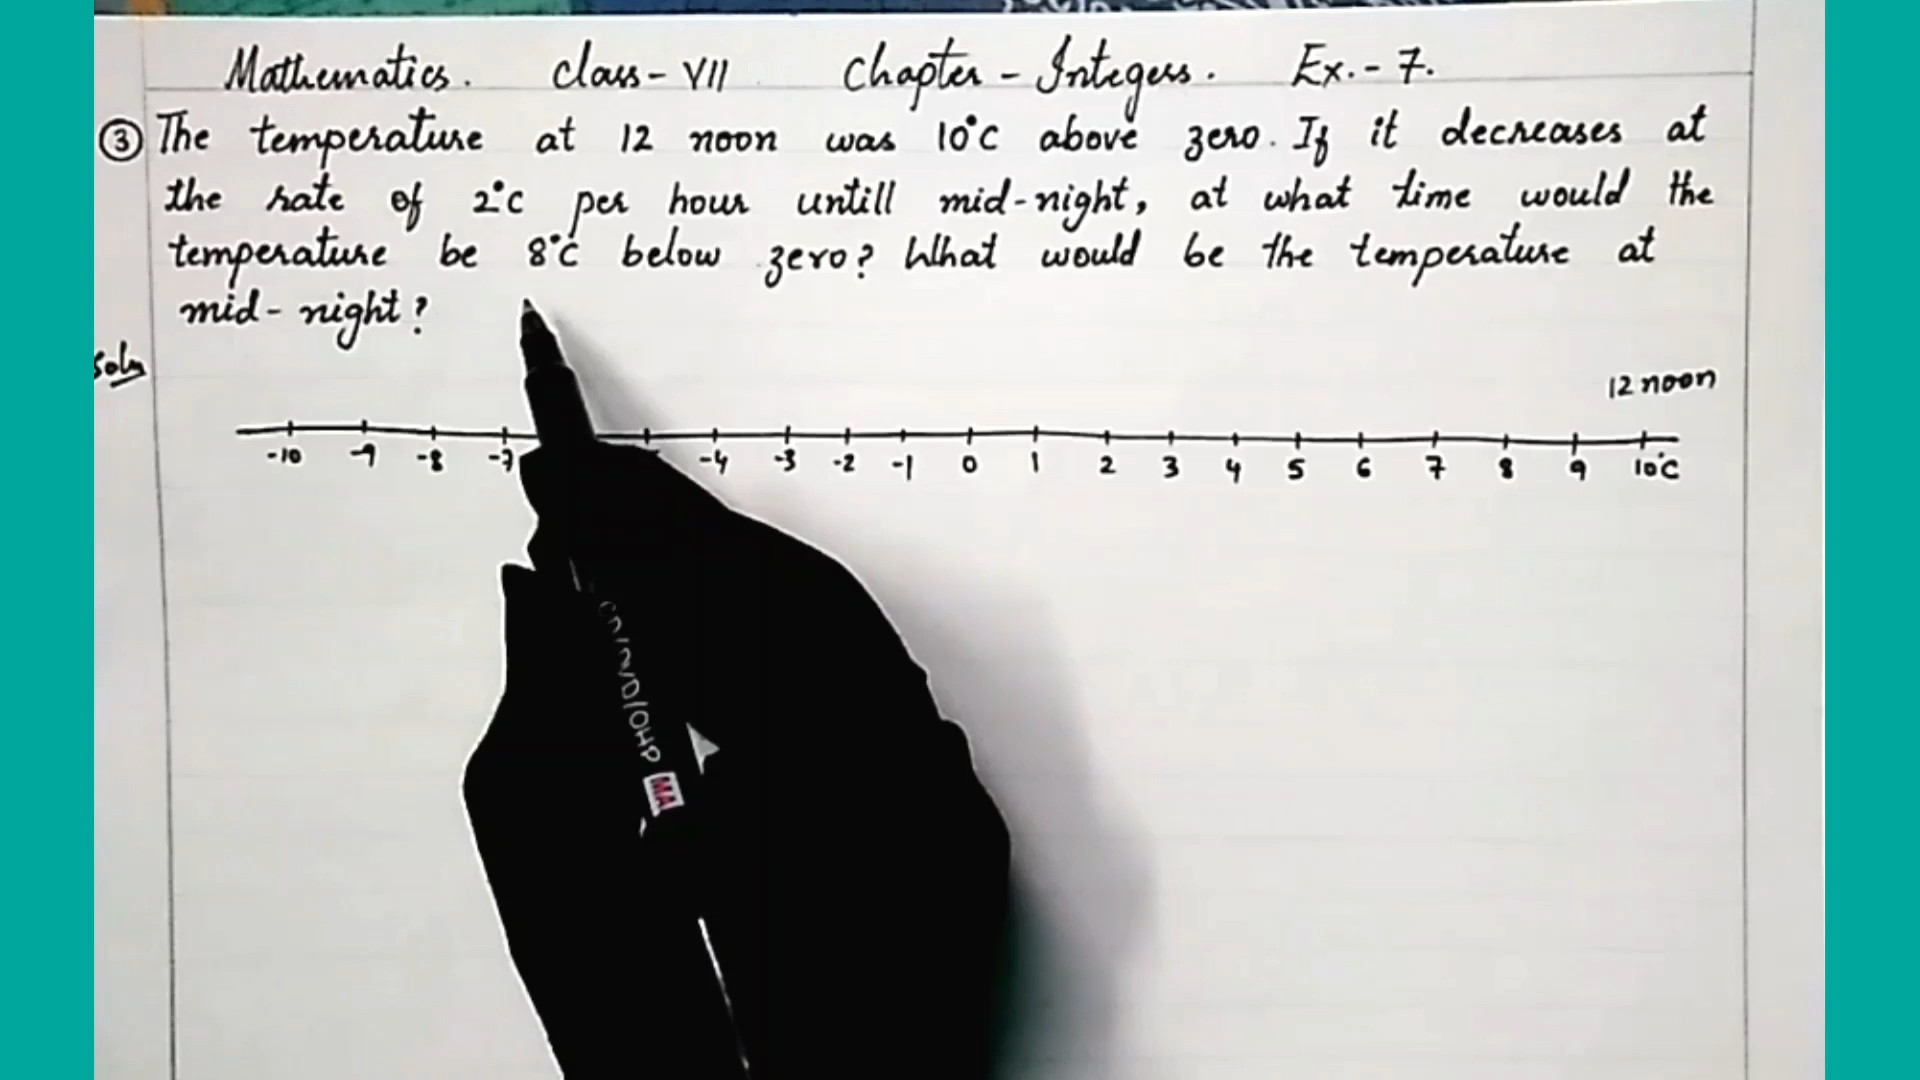 Mathematics. Class-VII Chapter - Integers. Ex.- 7.
③ The temperature at 12 noon was 10°C above zero. If it decreases at
the rate of 2°C per hour untill mid-night, at what time would the
temperature be 8°C below zero? What would be the temperature at
mid-night?
Soln
12 noon
-10 -9 -8 -7 -4 -3 -2 -1 0 1 2 3 4 5 6 7 8 9 10°C
OHP
MA